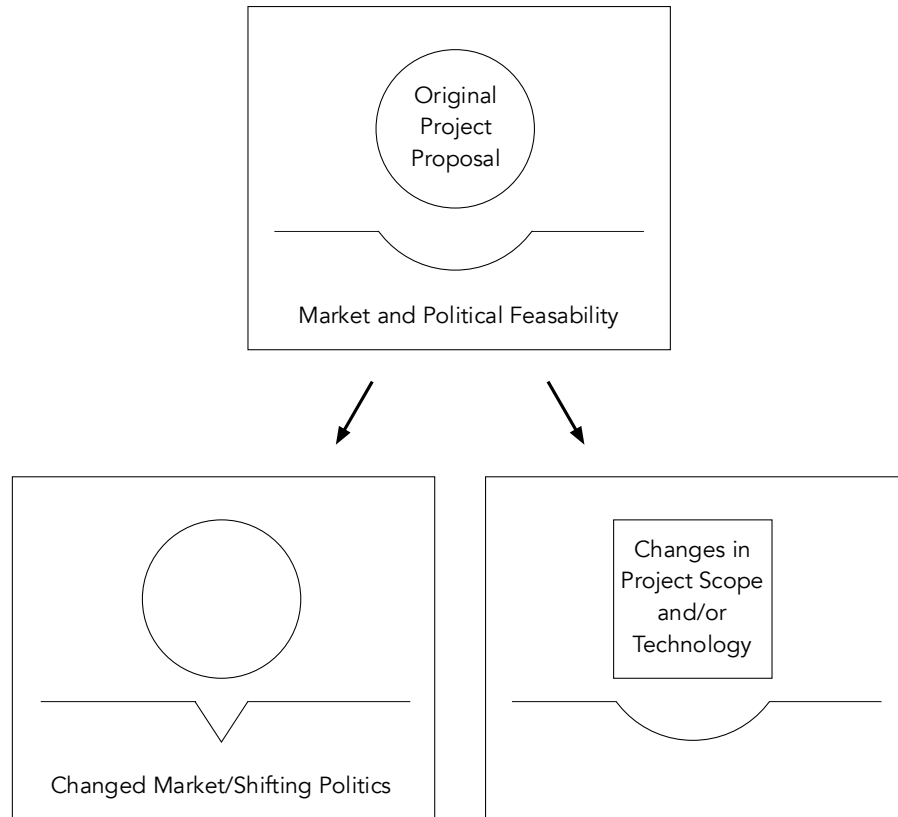 Original
Project
Proposal
Market and Political Feasability
Changed Market/Shifting Politics
Changes in
Project Scope
and/or
Technology